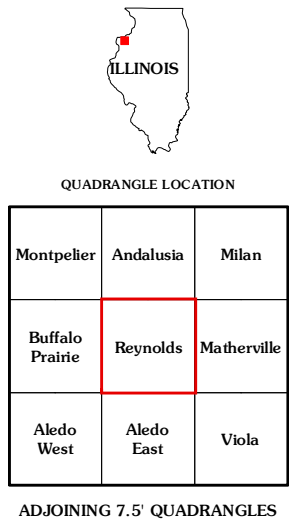 ILLINOIS
QUADRANGLE LOCATION
Montpelier Andalusia Milan
Buffalo
Prairie
Reynolds
Matherville
Aledo
West
Aledo
East
Viola
ADJOINING 7.5' QUADRANGLES